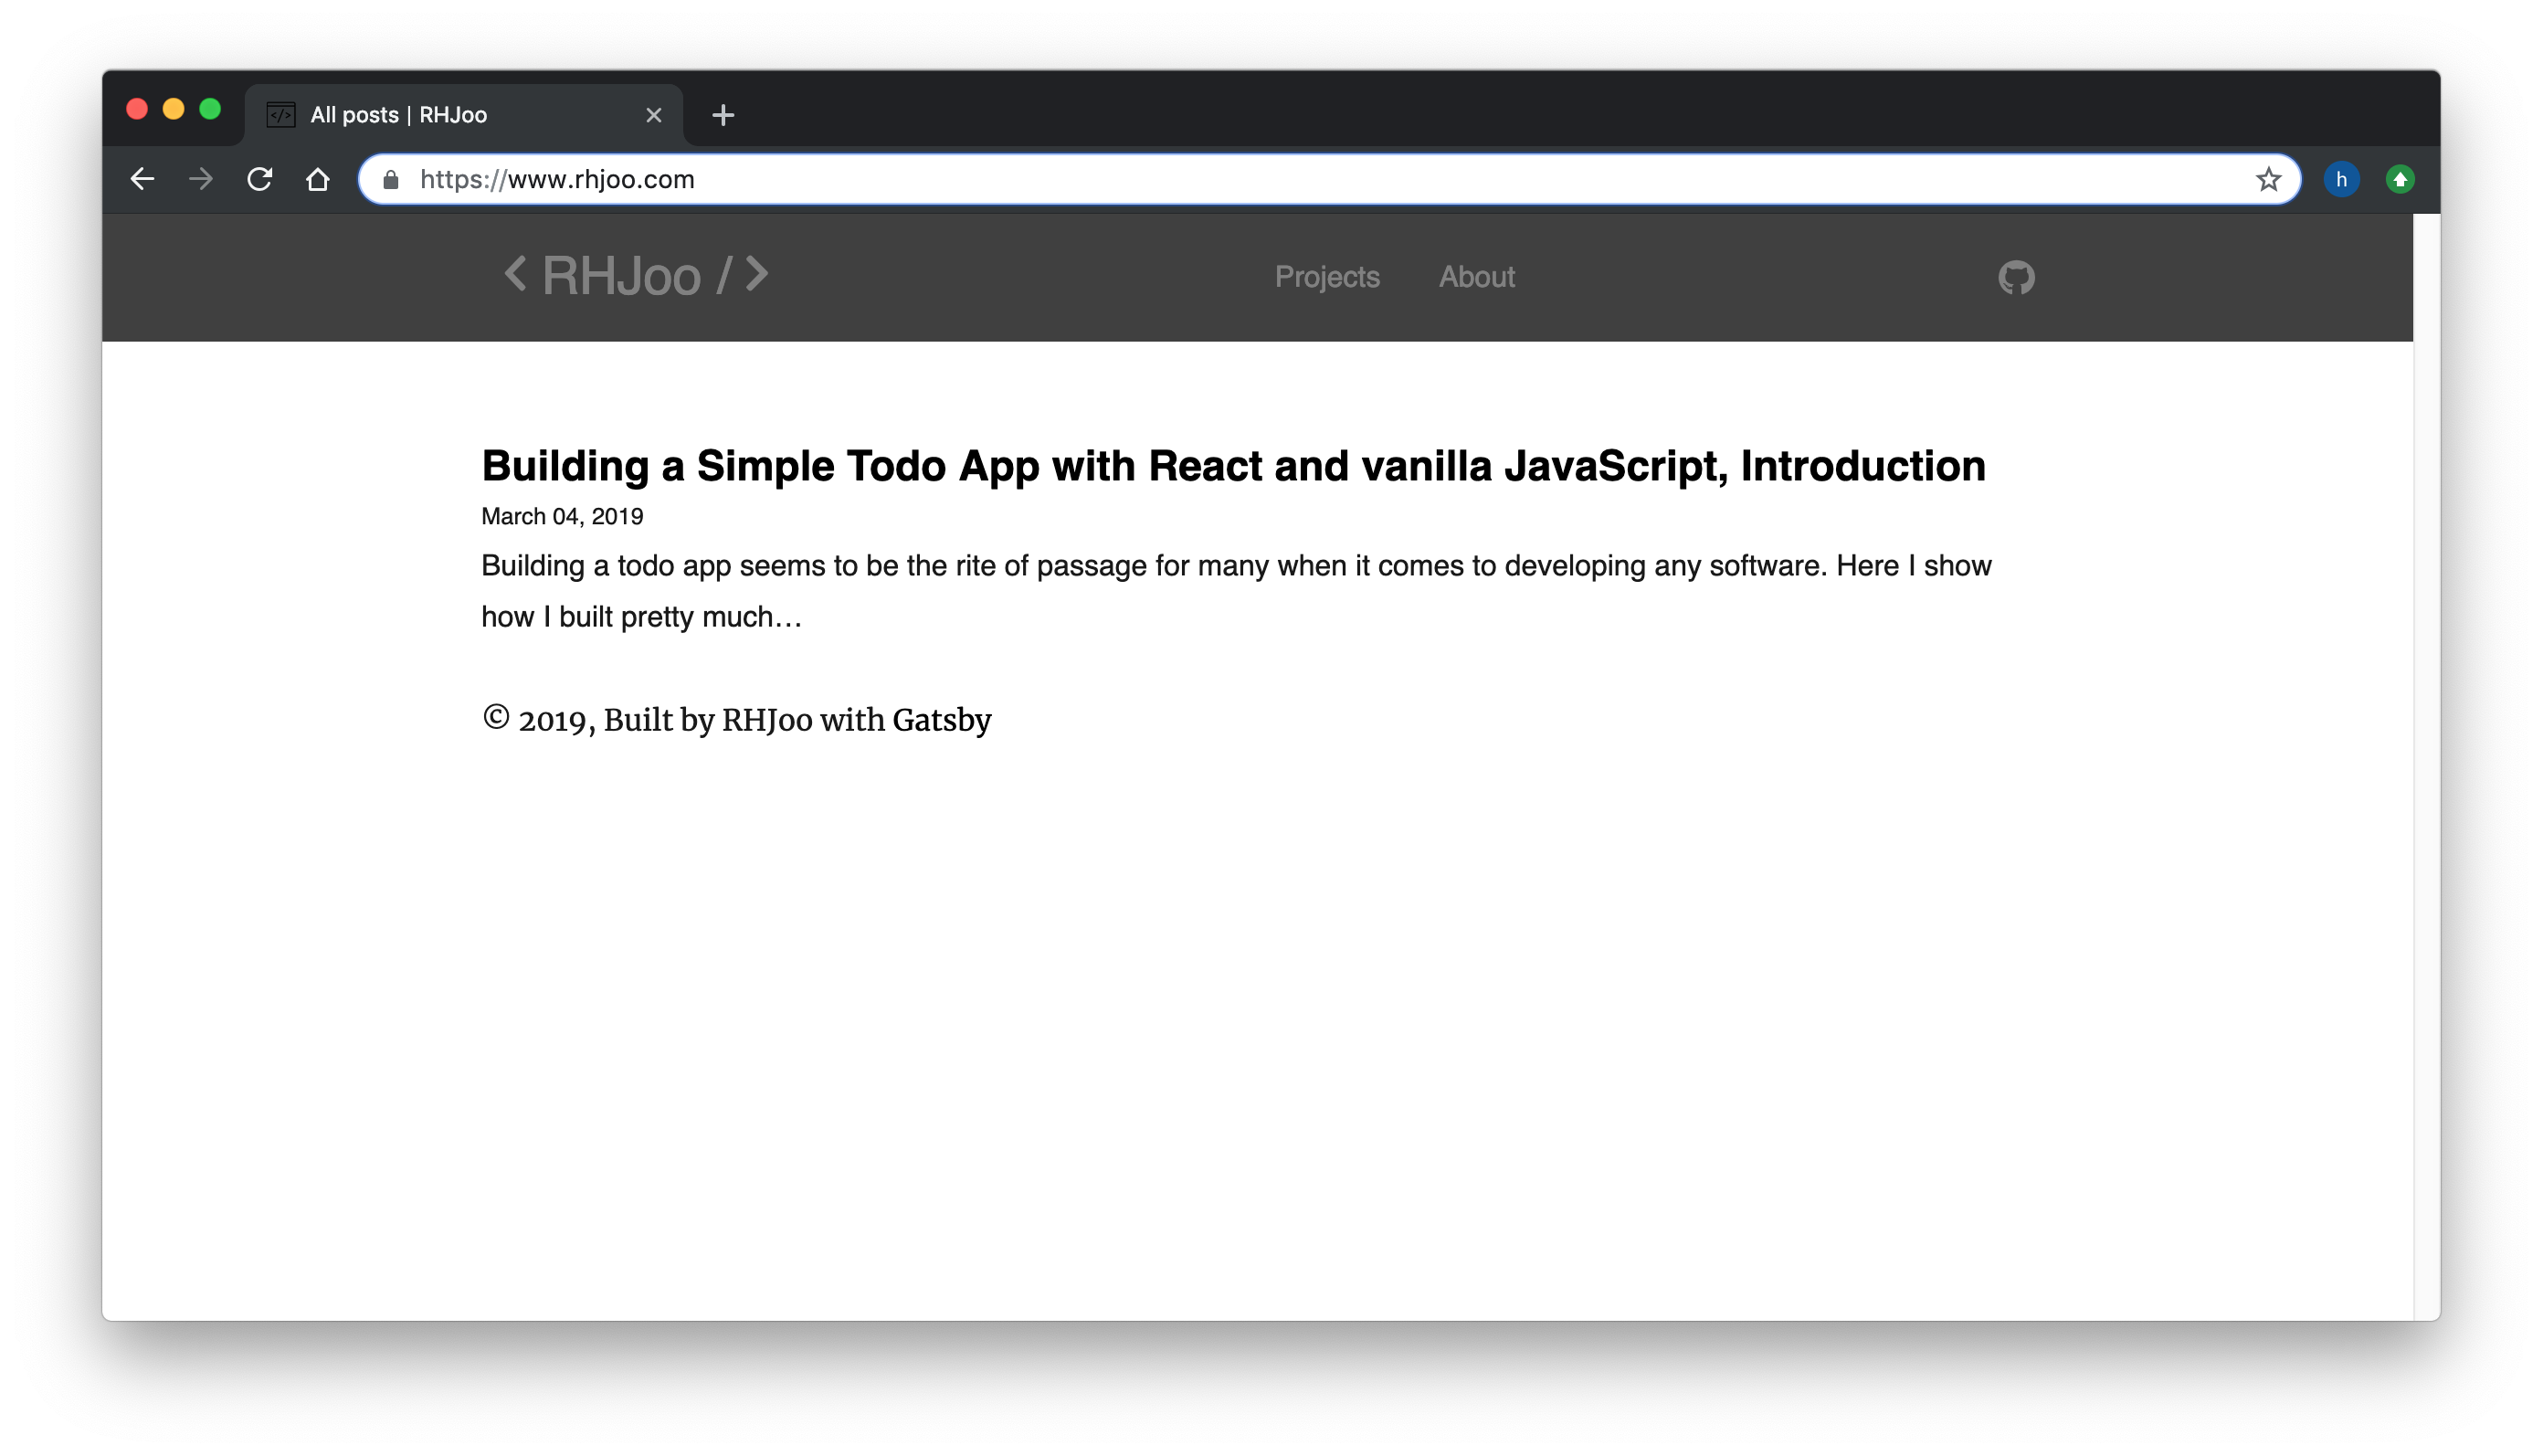 </> All posts | RHJoo
https://www.rhjoo.com
h
< RHJoo / >
Projects About
Building a Simple Todo App with React and vanilla JavaScript, Introduction
March 04, 2019
Building a todo app seems to be the rite of passage for many when it comes to developing any software. Here I show
how I built pretty much…
© 2019, Built by RHJoo with Gatsby